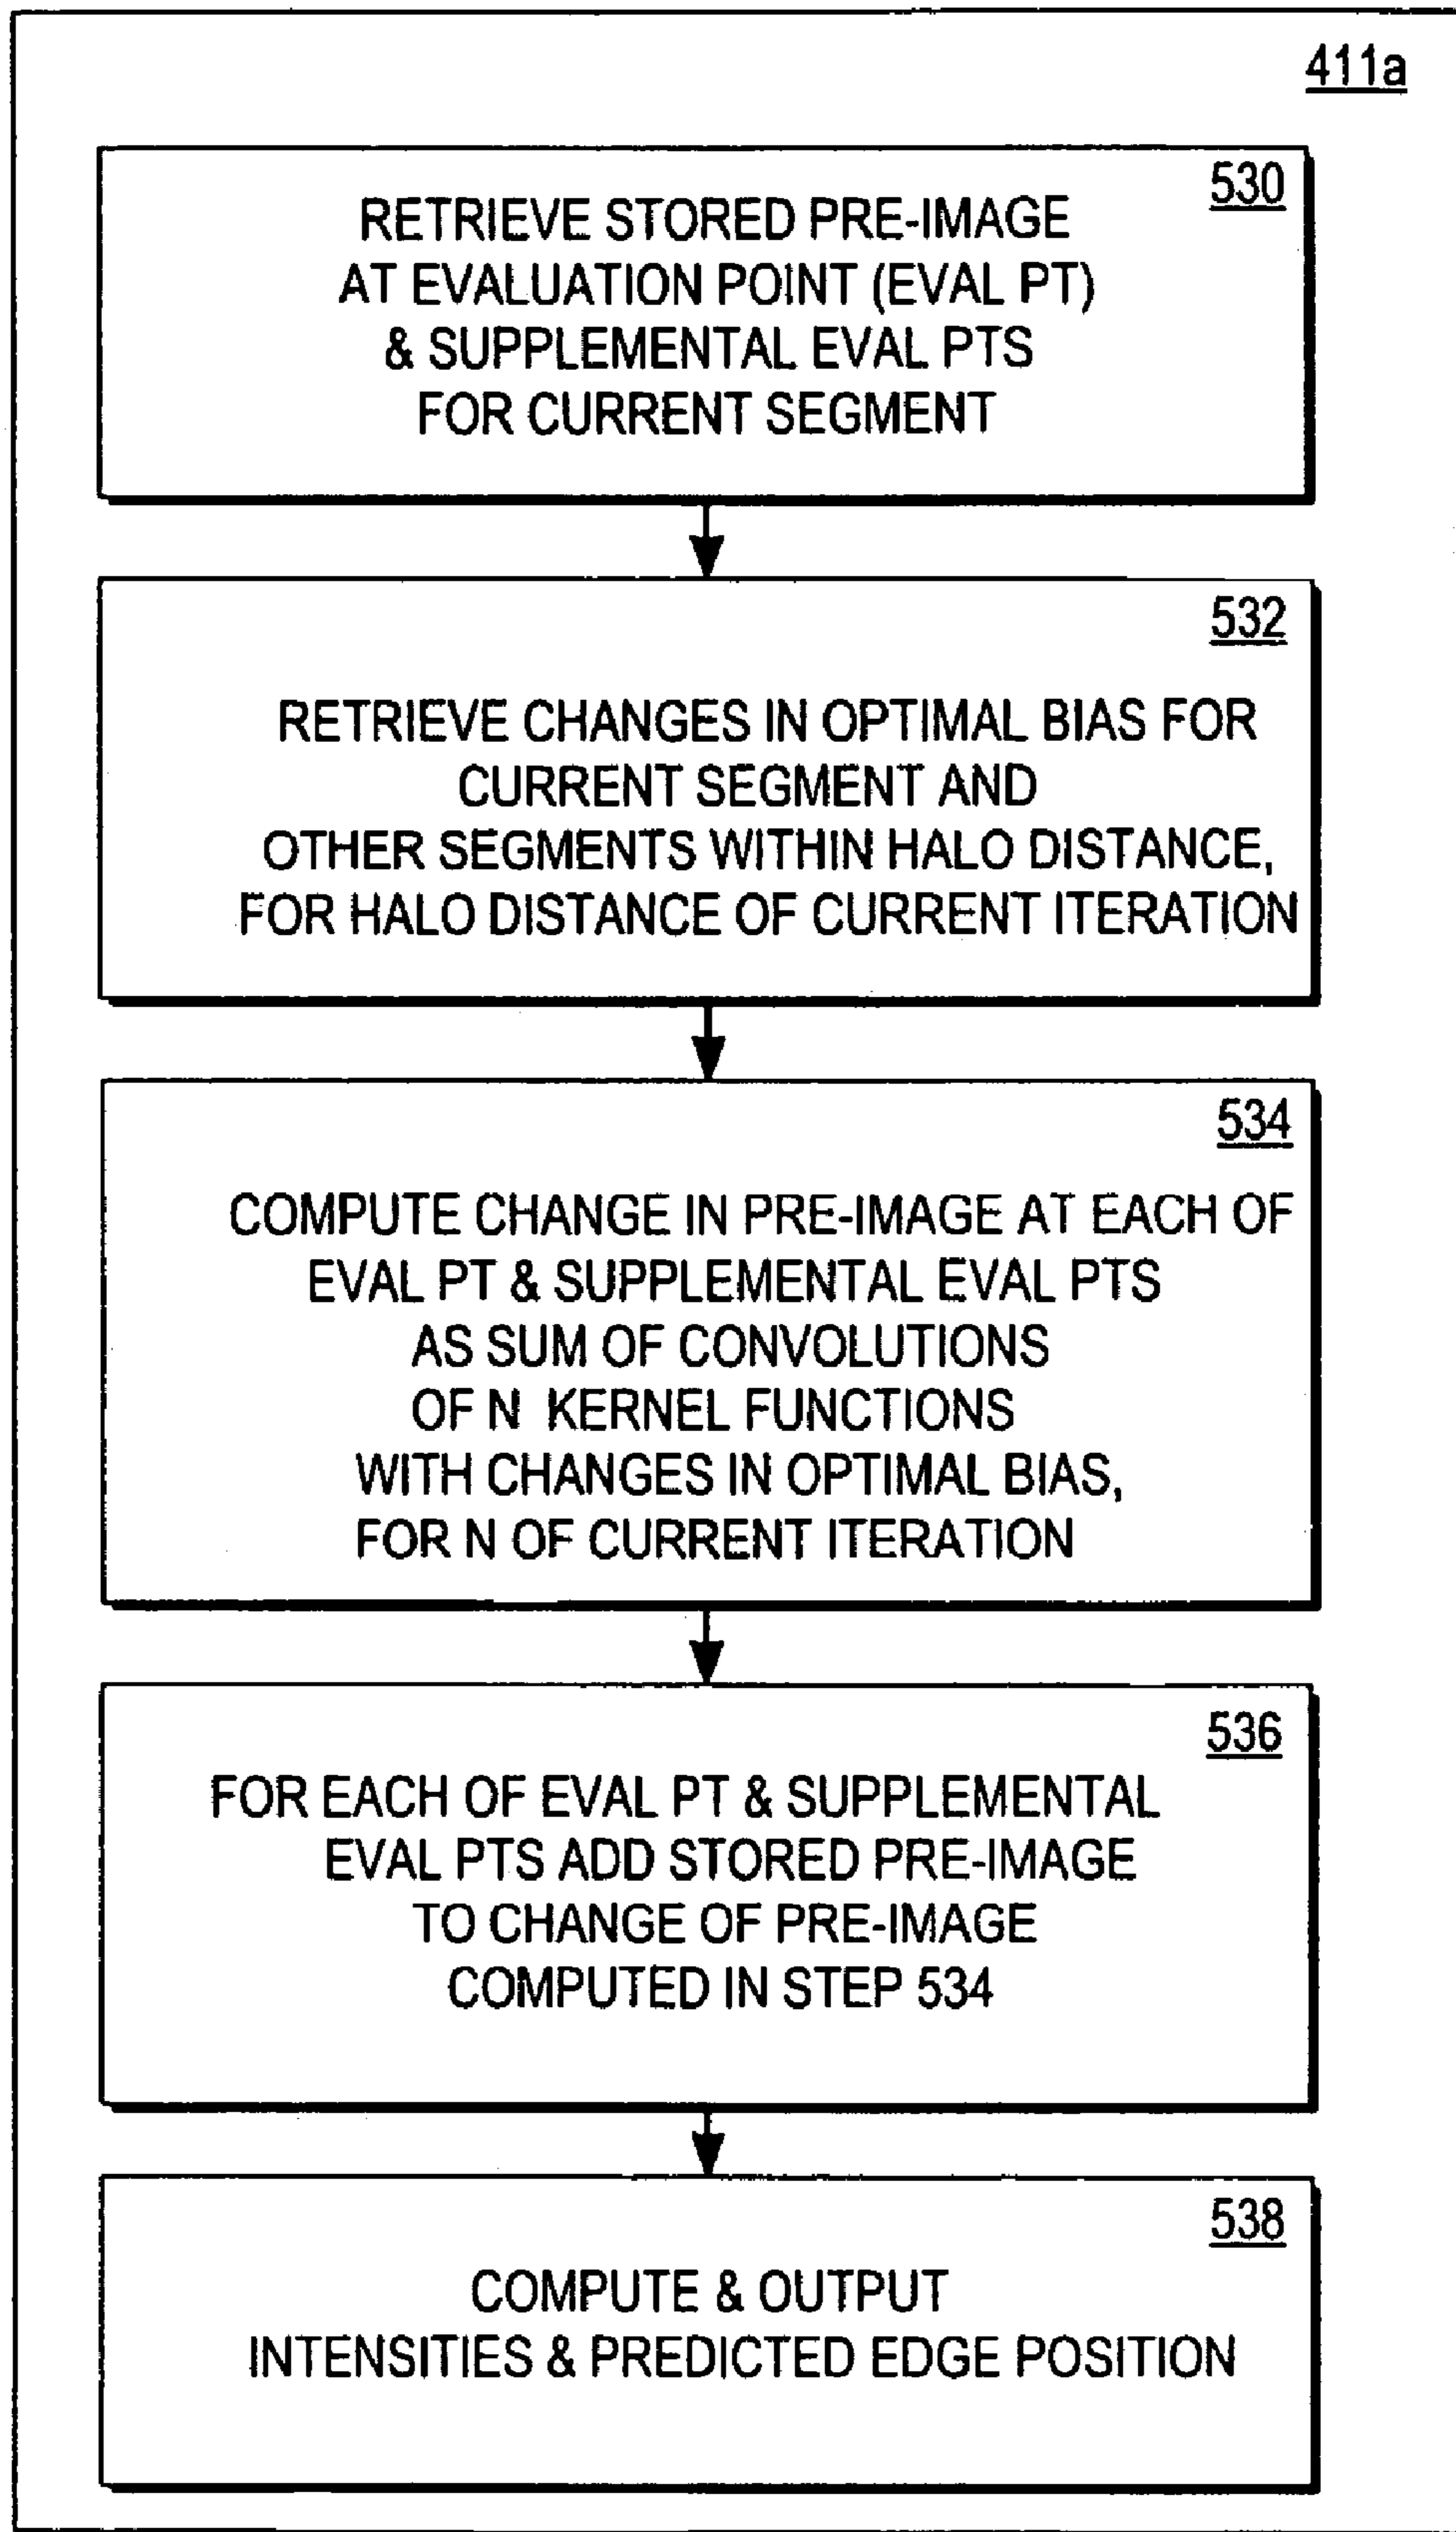 411a
530
RETRIEVE STORED PRE-IMAGE
AT EVALUATION POINT (EVAL PT)
& SUPPLEMENTAL EVAL PTS
FOR CURRENT SEGMENT
532
RETRIEVE CHANGES IN OPTIMAL BIAS FOR
CURRENT SEGMENT AND
OTHER SEGMENTS WITHIN HALO DISTANCE,
FOR HALO DISTANCE OF CURRENT ITERATION
534
COMPUTE CHANGE IN PRE-IMAGE AT EACH OF
EVAL PT & SUPPLEMENTAL EVAL PTS
AS SUM OF CONVOLUTIONS
OF N KERNEL FUNCTIONS
WITH CHANGES IN OPTIMAL BIAS,
FOR N OF CURRENT ITERATION
536
FOR EACH OF EVAL PT & SUPPLEMENTAL
EVAL PTS ADD STORED PRE-IMAGE
TO CHANGE OF PRE-IMAGE
COMPUTED IN STEP 534
538
COMPUTE & OUTPUT
INTENSITIES & PREDICTED EDGE POSITION